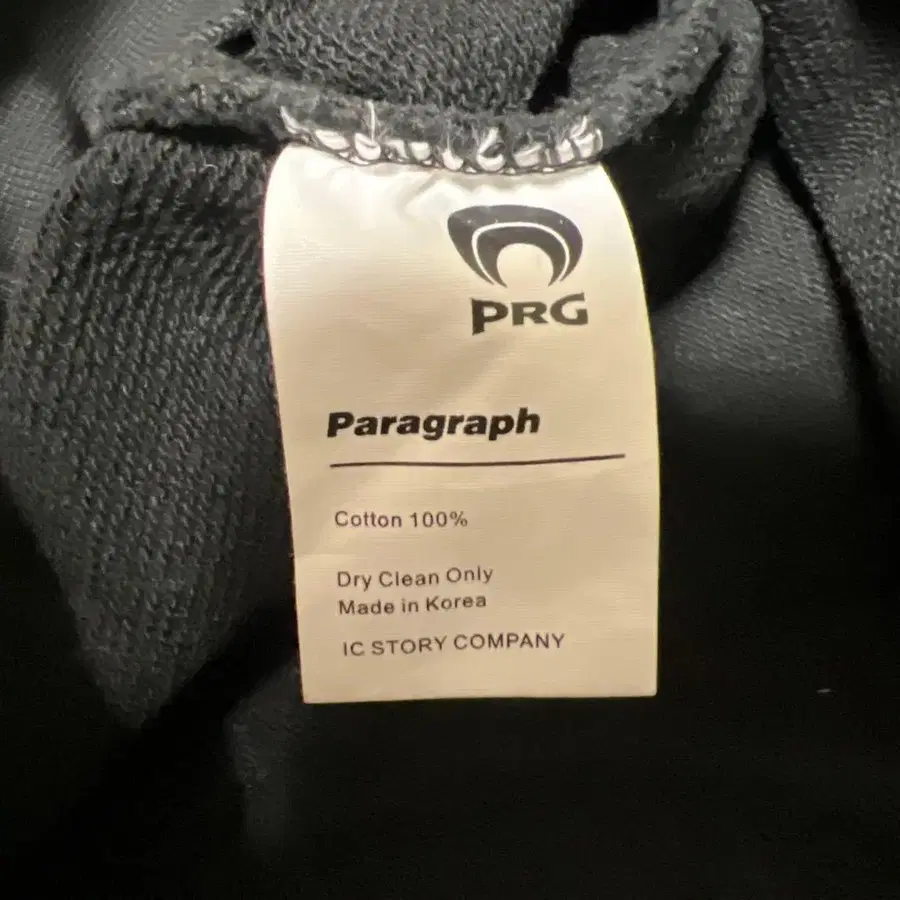 PRG
Paragraph
Cotton 100%
Dry Clean Only
Made in Korea
IC STORY COMPANY